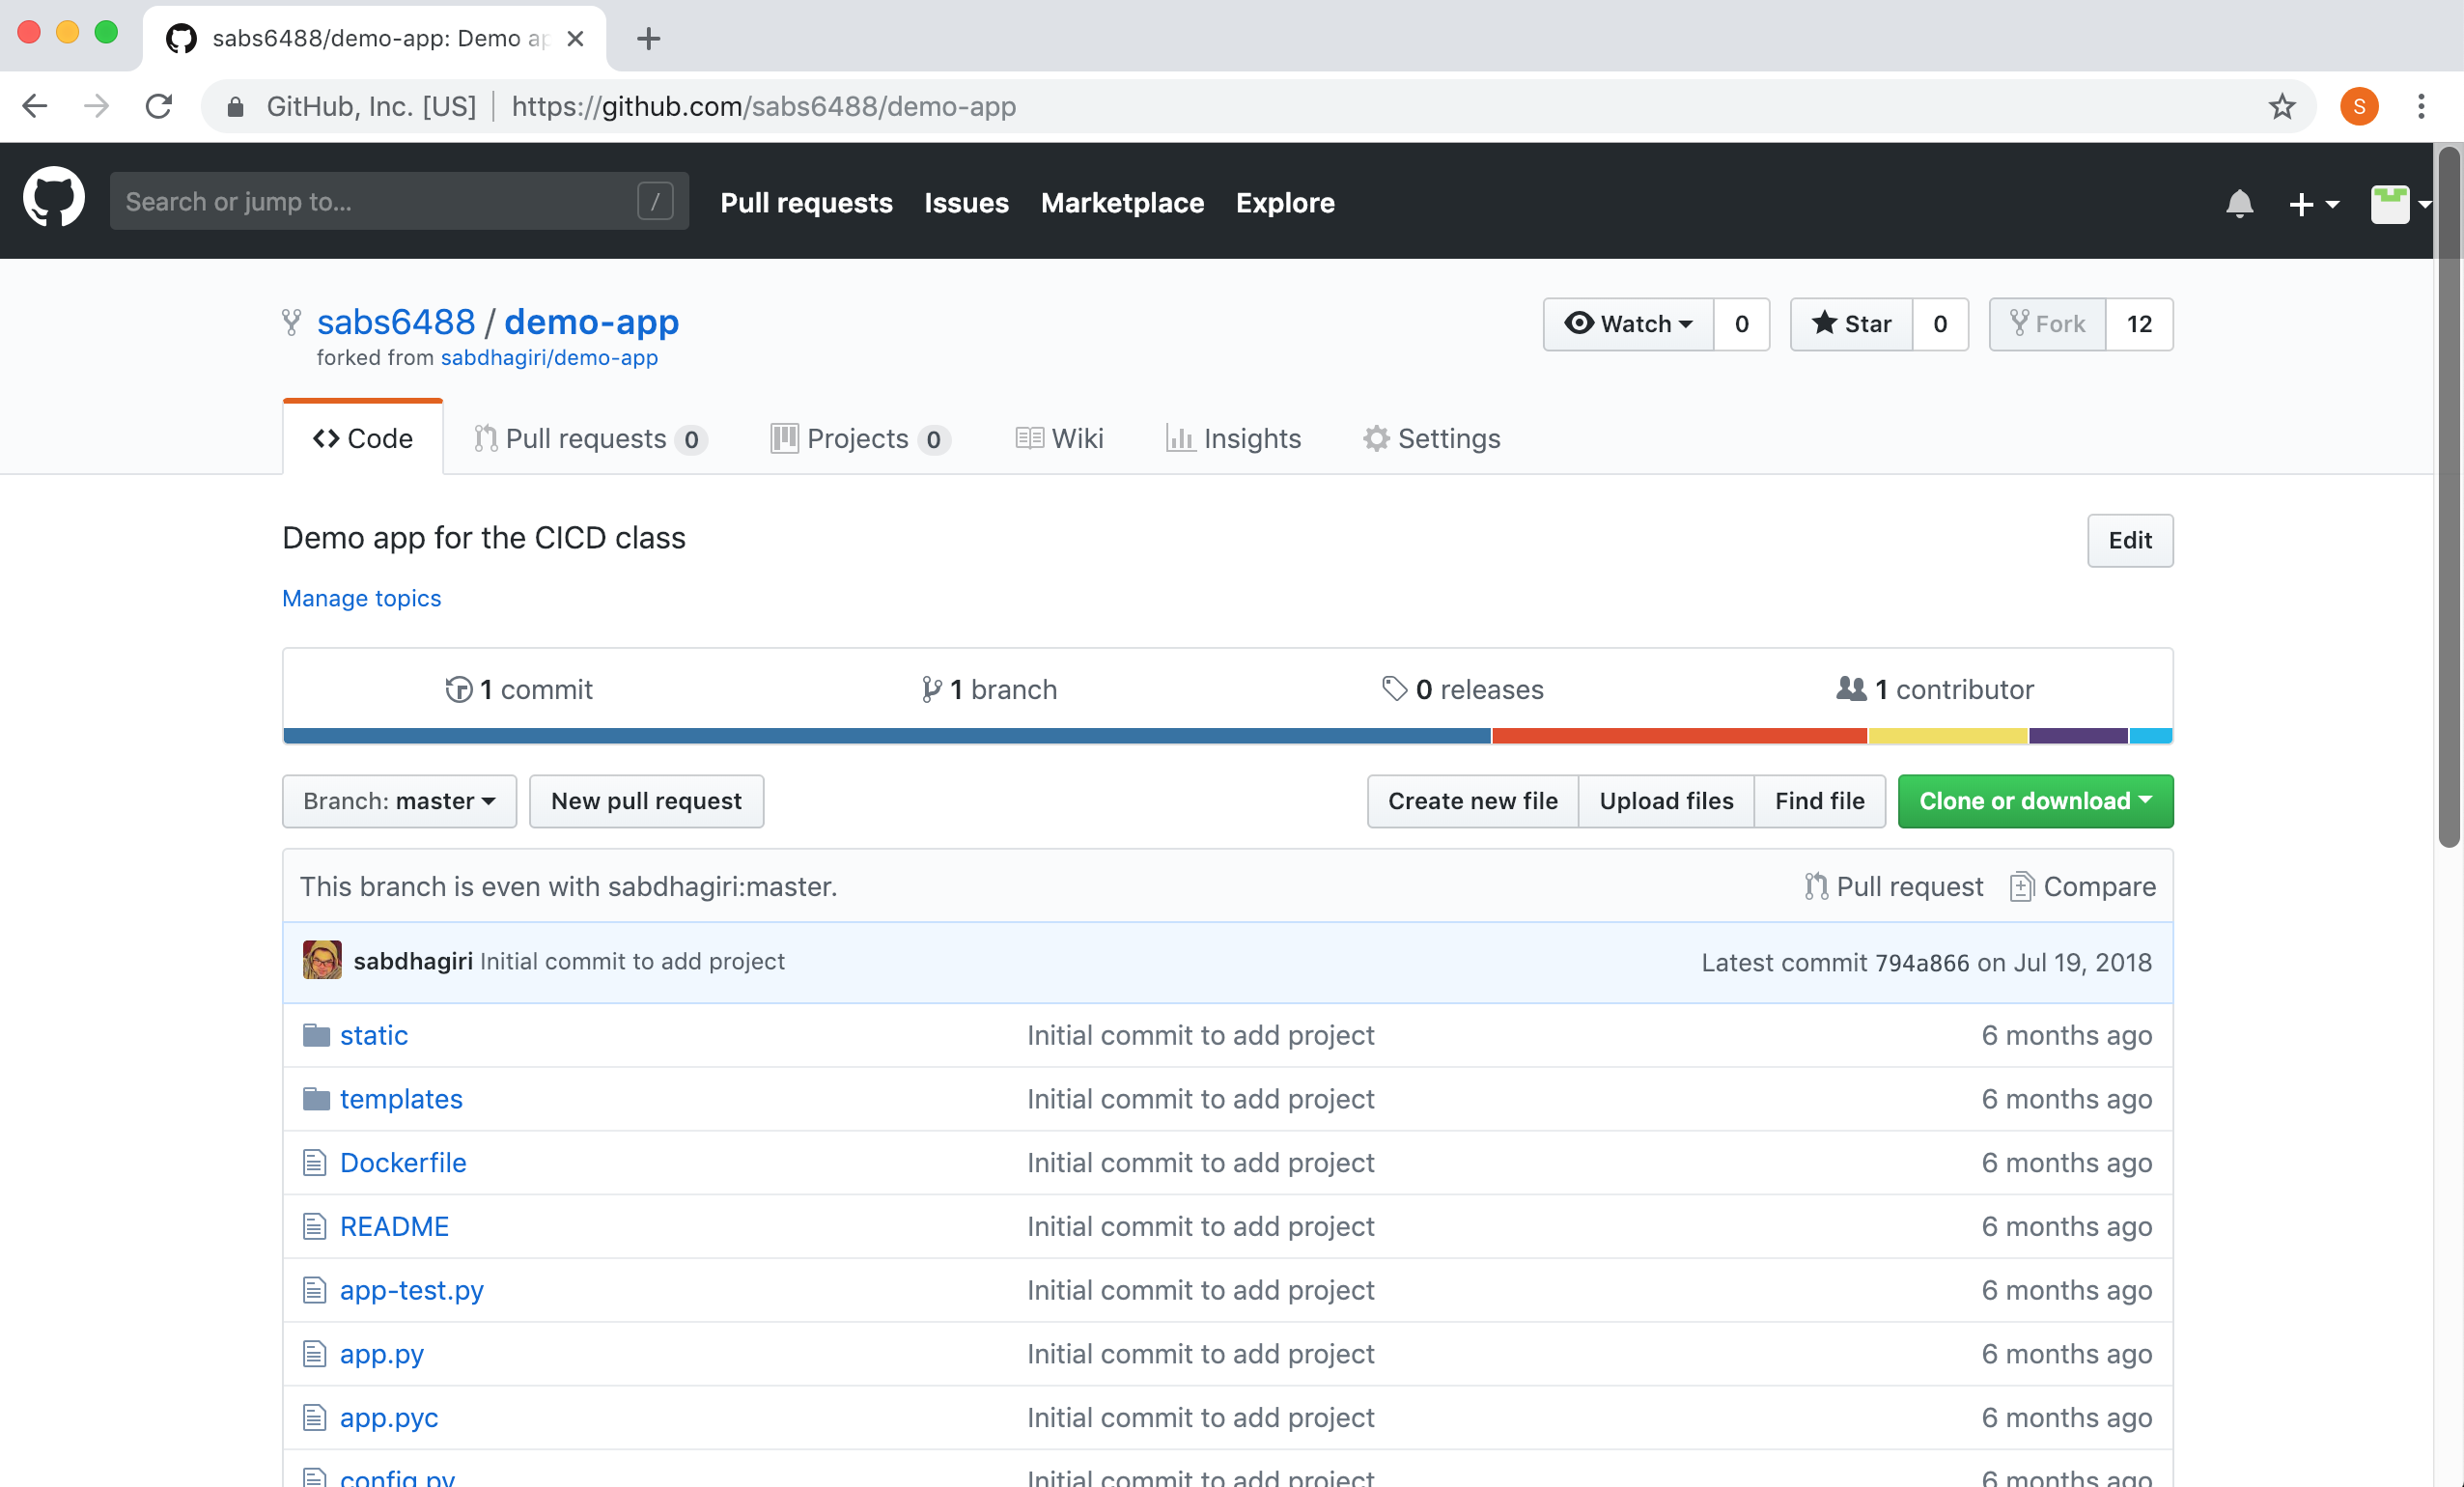 sabs6488/demo-app: Demo ap
GitHub, Inc. [US] https://github.com/sabs6488/demo-app S
Search or jump to... / Pull requests Issues Marketplace Explore
sabs6488 / demo-app Watch 0 Star 0 Fork 12
forked from sabdhagiri/demo-app
Code Pull requests 0 Projects 0 Wiki Insights Settings
Demo app for the CICD class Edit
Manage topics
1 commit 1 branch 0 releases 1 contributor
Branch: master New pull request Create new file Upload files Find file Clone or download
This branch is even with sabdhagiri:master. Pull request Compare
sabdhagiri Initial commit to add project Latest commit 794a866 on Jul 19, 2018
static Initial commit to add project 6 months ago
templates Initial commit to add project 6 months ago
Dockerfile Initial commit to add project 6 months ago
README Initial commit to add project 6 months ago
app-test.py Initial commit to add project 6 months ago
app.py Initial commit to add project 6 months ago
app.pyc Initial commit to add project 6 months ago
config.py Initial commit to add project 6 months ago